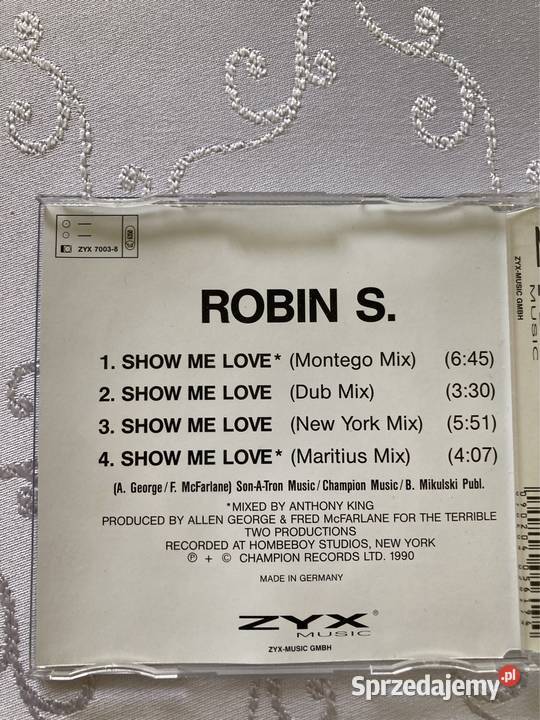 ZYX 7003-8
ROBIN S.
1. SHOW ME LOVE* (Montego Mix) (6:45)
2. SHOW ME LOVE (Dub Mix) (3:30)
3. SHOW ME LOVE (New York Mix) (5:51)
4. SHOW ME LOVE* (Maritius Mix) (4:07)
(A. George/F. McFarlane) Son-A-Tron Music/Champion Music/B. Mikulski Publ.
*MIXED BY ANTHONY KING
PRODUCED BY ALLEN GEORGE & FRED McFARLANE FOR THE TERRIBLE
TWO PRODUCTIONS
RECORDED AT HOMBEBOY STUDIOS, NEW YORK
℗ + © CHAMPION RECORDS LTD. 1990
MADE IN GERMANY
ZYX®
MUSIC
ZYX-MUSIC GMBH
ZYX-MUSIC GMBH
MUSIC
Sprzedajemy.pl